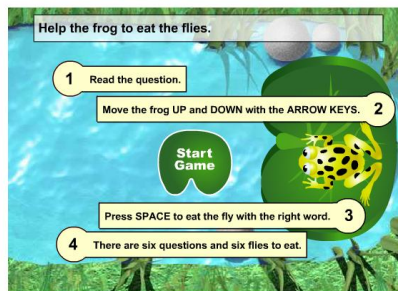 Help the frog to eat the flies.
1 Read the question.
Move the frog UP and DOWN with the ARROW KEYS. 2
Start
Game
Press SPACE to eat the fly with the right word. 3
4 There are six questions and six flies to eat.